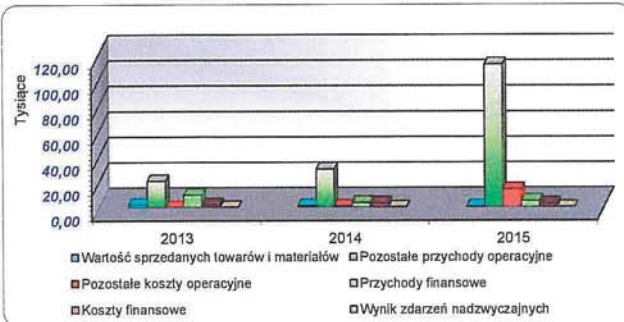 Tysiące
120,00
100,00
80,00
60,00
40,00
20,00
0,00
2013 2014 2015
Wartość sprzedanych towarów i materiałów Pozostałe przychody operacyjne
Pozostałe koszty operacyjne Przychody finansowe
Koszty finansowe Wynik zdarzeń nadzwyczajnych